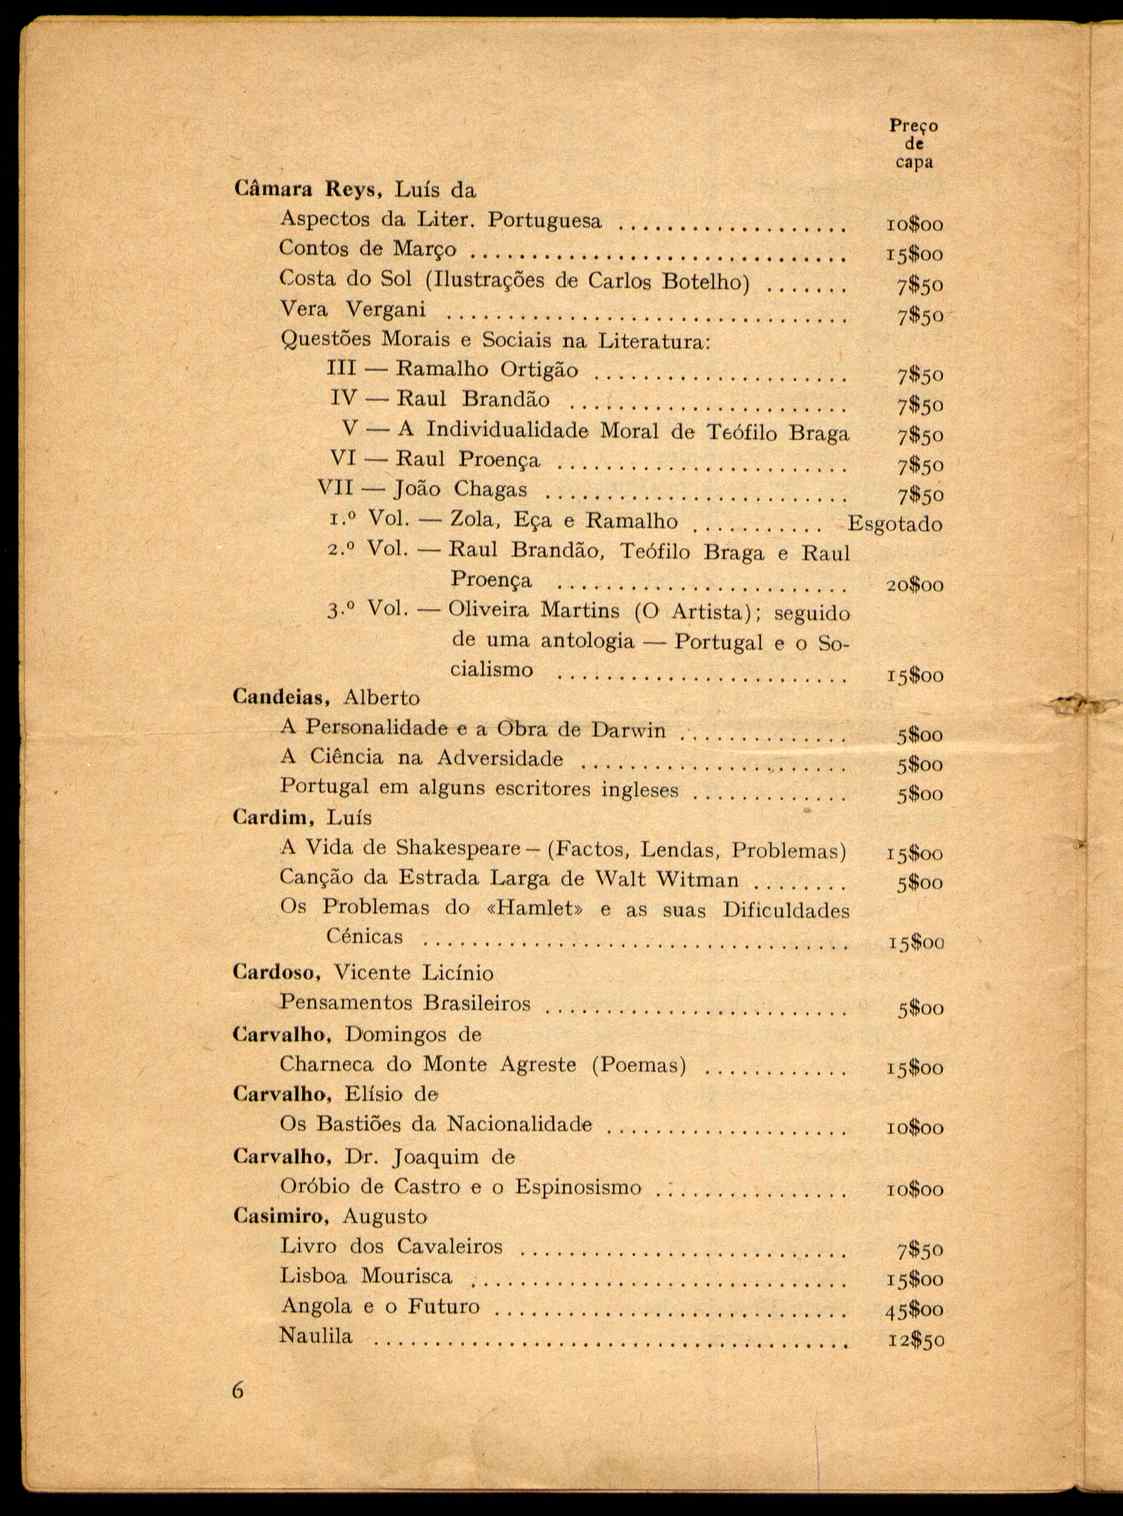 Preço
de
capa
Câmara Reys, Luís da
Aspectos da Liter. Portuguesa ................... 10$00
Contos de Março ............................... 15$00
Costa do Sol (Ilustrações de Carlos Botelho) ....... 7$50
Vera Vergani ................................. 7$50
Questões Morais e Sociais na Literatura:
III — Ramalho Ortigão ..................... 7$50
IV — Raul Brandão ....................... 7$50
V — A Individualidade Moral de Teófilo Braga 7$50
VI — Raul Proença ........................ 7$50
VII — João Chagas ......................... 7$50
1.º Vol. — Zola, Eça e Ramalho ........... Esgotado
2.º Vol. — Raul Brandão, Teófilo Braga e Raul
Proença ........................ 20$00
3.º Vol. — Oliveira Martins (O Artista); seguido
de uma antologia — Portugal e o So-
cialismo ........................ 15$00
Candeias, Alberto
A Personalidade e a Obra de Darwin .............. 5$00
A Ciência na Adversidade ...................... 5$00
Portugal em alguns escritores ingleses ............. 5$00
Cardim, Luís
A Vida de Shakespeare – (Factos, Lendas, Problemas) 15$00
Canção da Estrada Larga de Walt Witman ........ 5$00
Os Problemas do «Hamlet» e as suas Dificuldades
Cénicas ................................... 15$00
Cardoso, Vicente Licínio
Pensamentos Brasileiros ......................... 5$00
Carvalho, Domingos de
Charneca do Monte Agreste (Poemas) ............ 15$00
Carvalho, Elísio de
Os Bastiões da Nacionalidade .................... 10$00
Carvalho, Dr. Joaquim de
Oróbio de Castro e o Espinosismo ................ 10$00
Casimiro, Augusto
Livro dos Cavaleiros ........................... 7$50
Lisboa Mourisca ............................... 15$00
Angola e o Futuro ............................. 45$00
Naulila ....................................... 12$50
6